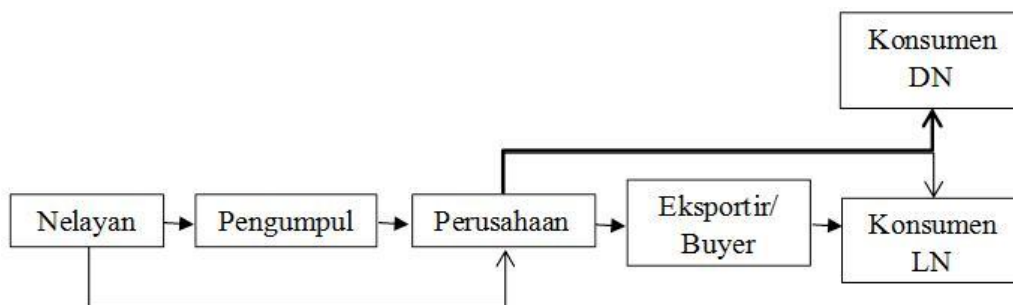 Konsumen
DN
Nelayan
Pengumpul
Perusahaan
Eksportir/
Buyer
Konsumen
LN